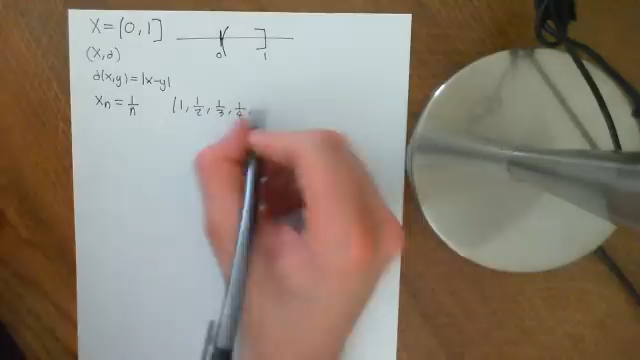 X = (0, 1]
0 1
(X, d)
d(x,y) = |x-y|
xn = 1/n (1, 1/2, 1/3, 1/4,